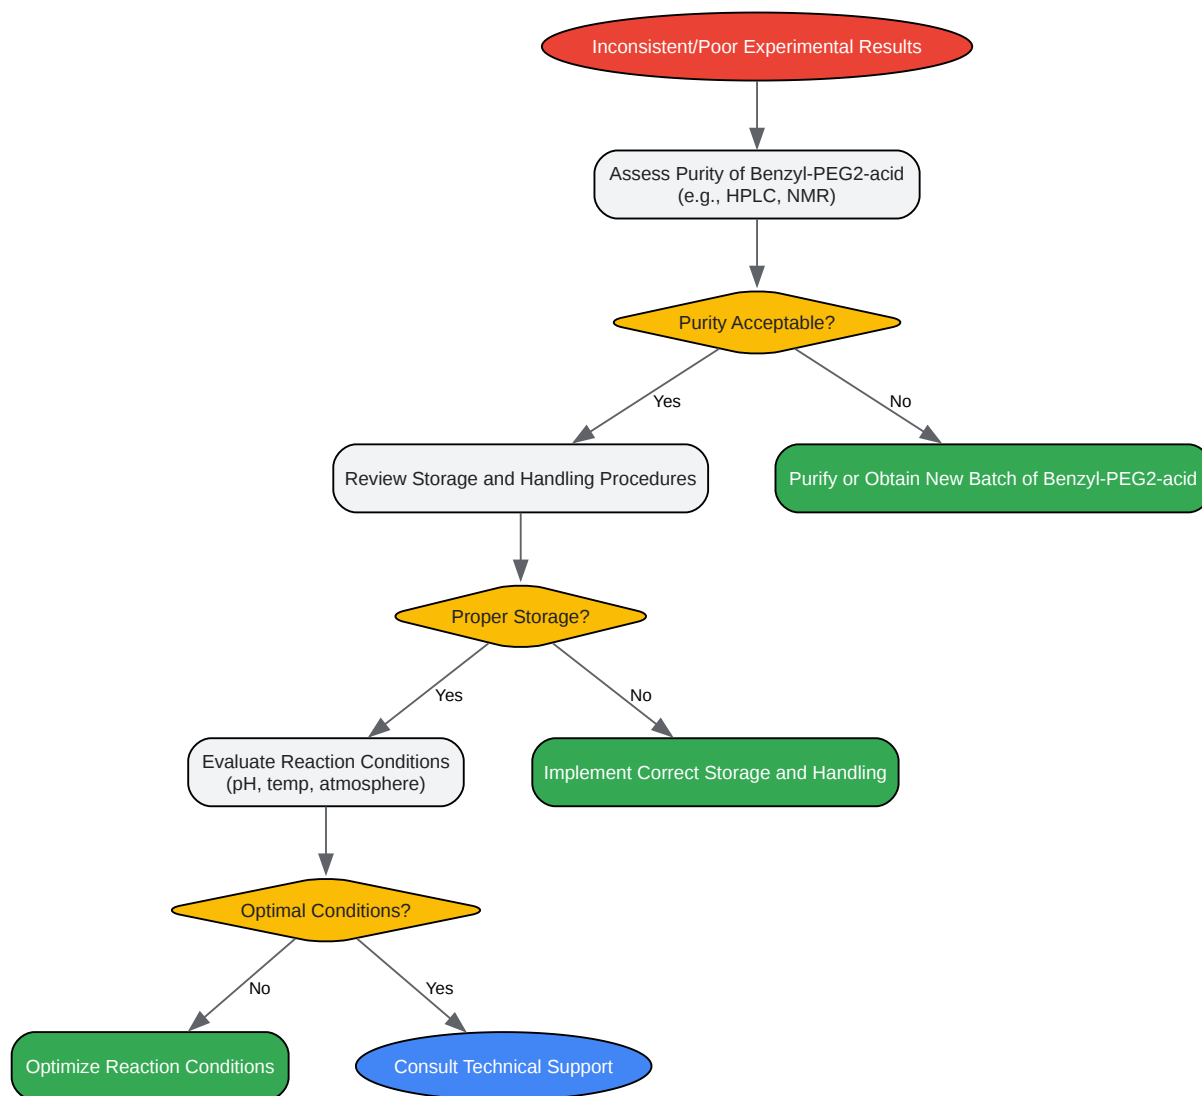 Inconsistent/Poor Experimental Results
Assess Purity of Benzyl-PEG2-acid
(e.g., HPLC, NMR)
Purity Acceptable?
Yes
No
Review Storage and Handling Procedures
Purify or Obtain New Batch of Benzyl-PEG2-acid
Proper Storage?
Yes
No
Evaluate Reaction Conditions
(pH, temp, atmosphere)
Implement Correct Storage and Handling
Optimal Conditions?
No
Yes
Optimize Reaction Conditions
Consult Technical Support